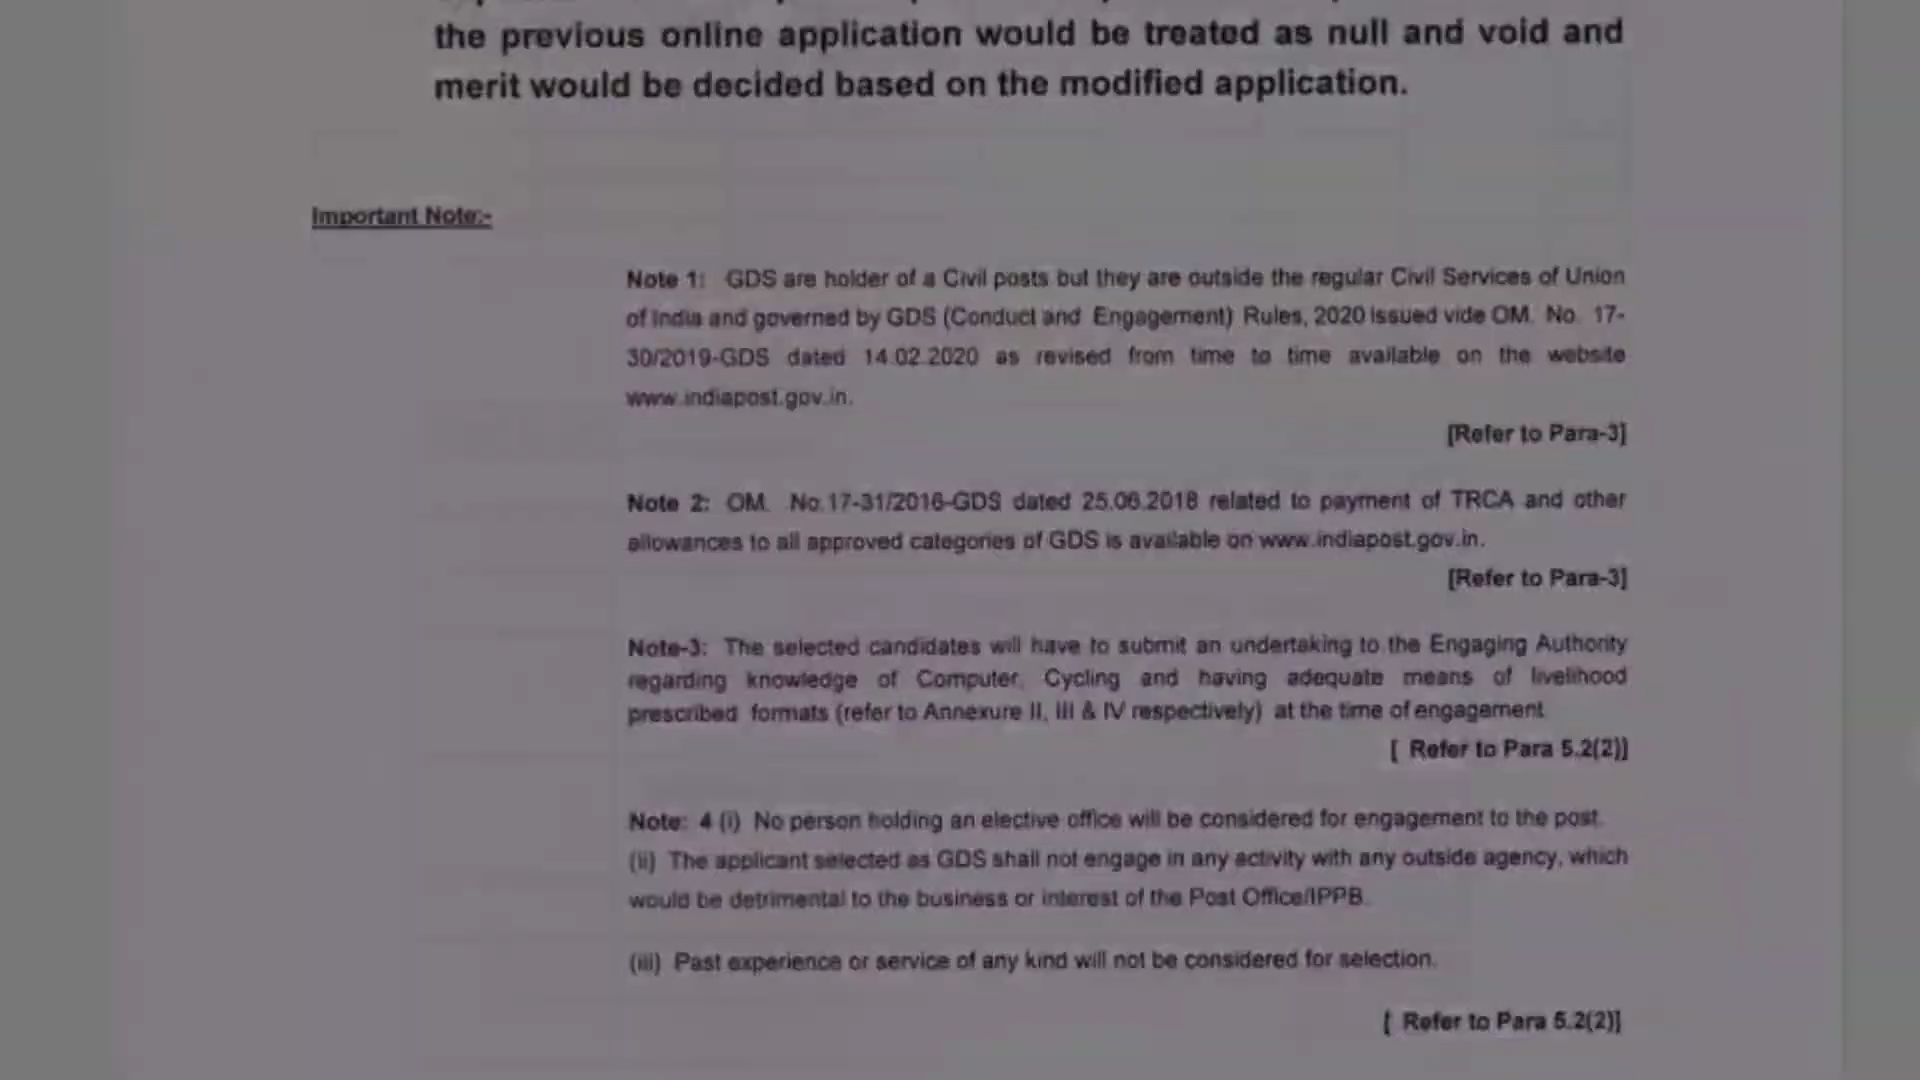 the previous online application would be treated as null and void and
merit would be decided based on the modified application.
Important Note:-
Note 1: GDS are holder of a Civil posts but they are outside the regular Civil Services of Union
of India and governed by GDS (Conduct and Engagement) Rules, 2020 issued vide OM. No. 17-
30/2019-GDS dated 14.02.2020 as revised from time to time available on the website
www.indiapost.gov.in.
[Refer to Para-3]
Note 2: OM. No.17-31/2016-GDS dated 25.06.2018 related to payment of TRCA and other
allowances to all approved categories of GDS is available on www.indiapost.gov.in.
[Refer to Para-3]
Note-3: The selected candidates will have to submit an undertaking to the Engaging Authority
regarding knowledge of Computer, Cycling and having adequate means of livelihood
prescribed formats (refer to Annexure II, III & IV respectively) at the time of engagement
[ Refer to Para 5.2(2)]
Note: 4 (i) No person holding an elective office will be considered for engagement to the post.
(ii) The applicant selected as GDS shall not engage in any activity with any outside agency, which
would be detrimental to the business or interest of the Post Office/IPPB.
(iii) Past experience or service of any kind will not be considered for selection.
[ Refer to Para 5.2(2)]